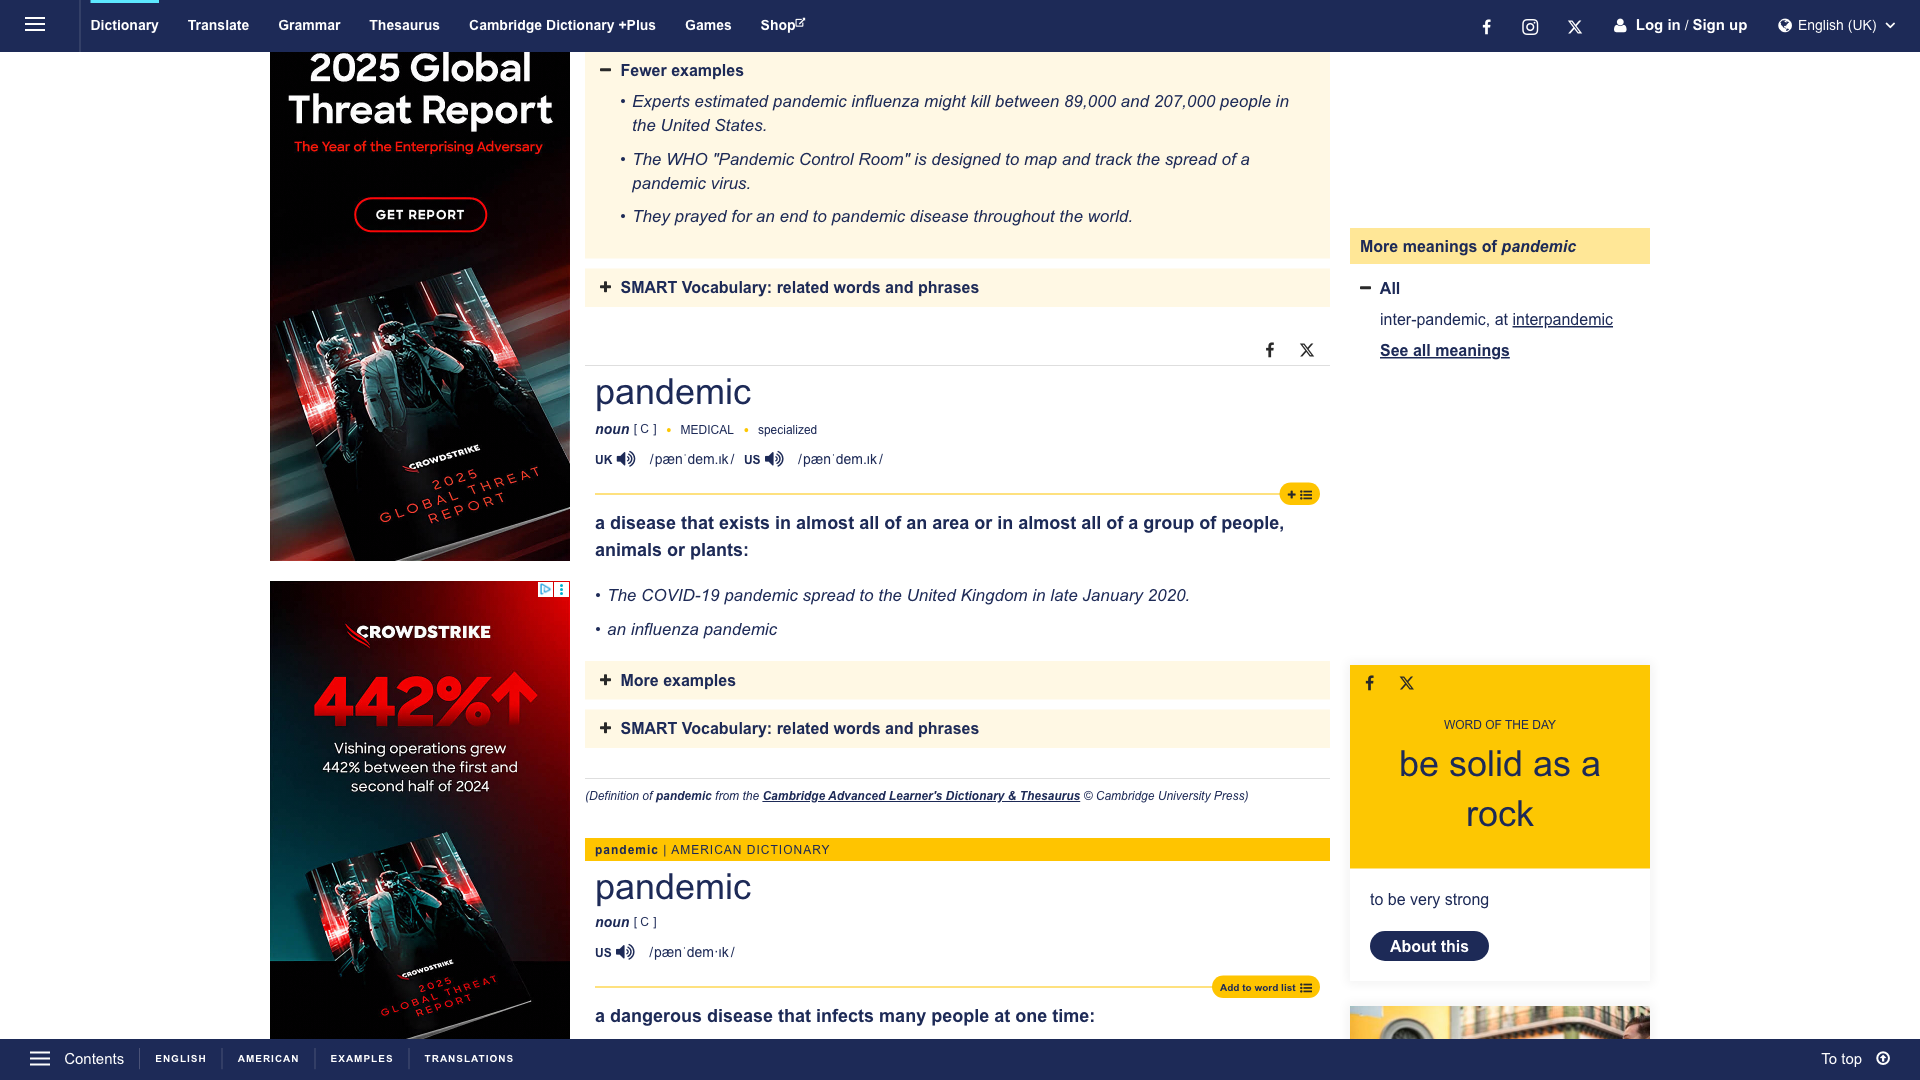 Dictionary
Translate
Grammar
Thesaurus
Cambridge Dictionary +Plus
Games
Shop
Log in / Sign up
English (UK)
2025 Global
Threat Report
The Year of the Enterprising Adversary
GET REPORT
CROWDSTRIKE
2025
GLOBAL THREAT
REPORT
CROWDSTRIKE
442%
Vishing operations grew
442% between the first and
second half of 2024
CROWDSTRIKE
2025
GLOBAL THREAT
REPORT
Fewer examples
• Experts estimated pandemic influenza might kill between 89,000 and 207,000 people in
the United States.
• The WHO "Pandemic Control Room" is designed to map and track the spread of a
pandemic virus.
• They prayed for an end to pandemic disease throughout the world.
+ SMART Vocabulary: related words and phrases
pandemic
noun [ C ] • MEDICAL • specialized
UK /pænˈdem.ɪk/ US /pænˈdem.ɪk/
a disease that exists in almost all of an area or in almost all of a group of people,
animals or plants:
• The COVID-19 pandemic spread to the United Kingdom in late January 2020.
• an influenza pandemic
+ More examples
+ SMART Vocabulary: related words and phrases
(Definition of pandemic from the Cambridge Advanced Learner's Dictionary & Thesaurus © Cambridge University Press)
pandemic | AMERICAN DICTIONARY
pandemic
noun [ C ]
US /pænˈdem·ɪk/
Add to word list
a dangerous disease that infects many people at one time:
More meanings of pandemic
All
inter-pandemic, at interpandemic
See all meanings
WORD OF THE DAY
be solid as a
rock
to be very strong
About this
Contents
ENGLISH
AMERICAN
EXAMPLES
TRANSLATIONS
To top